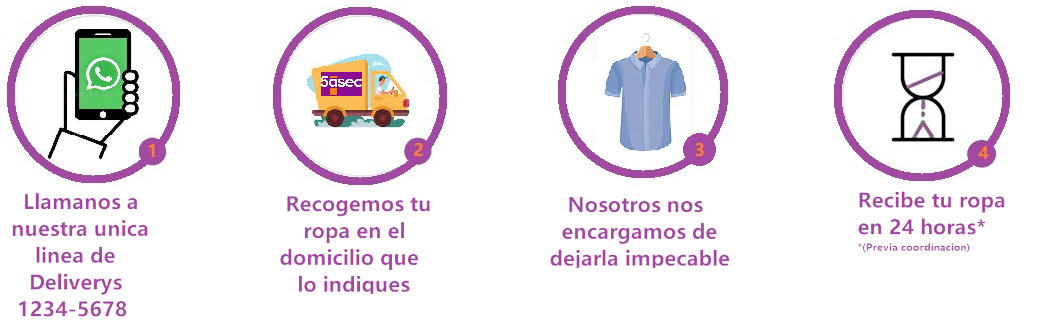 1
Llamanos a
nuestra unica
linea de
Deliverys
1234-5678
5àsec
2
Recogemos tu
ropa en el
domicilio que
lo indiques
3
Nosotros nos
encargamos de
dejarla impecable
4
Recibe tu ropa
en 24 horas*
*(Previa coordinacion)